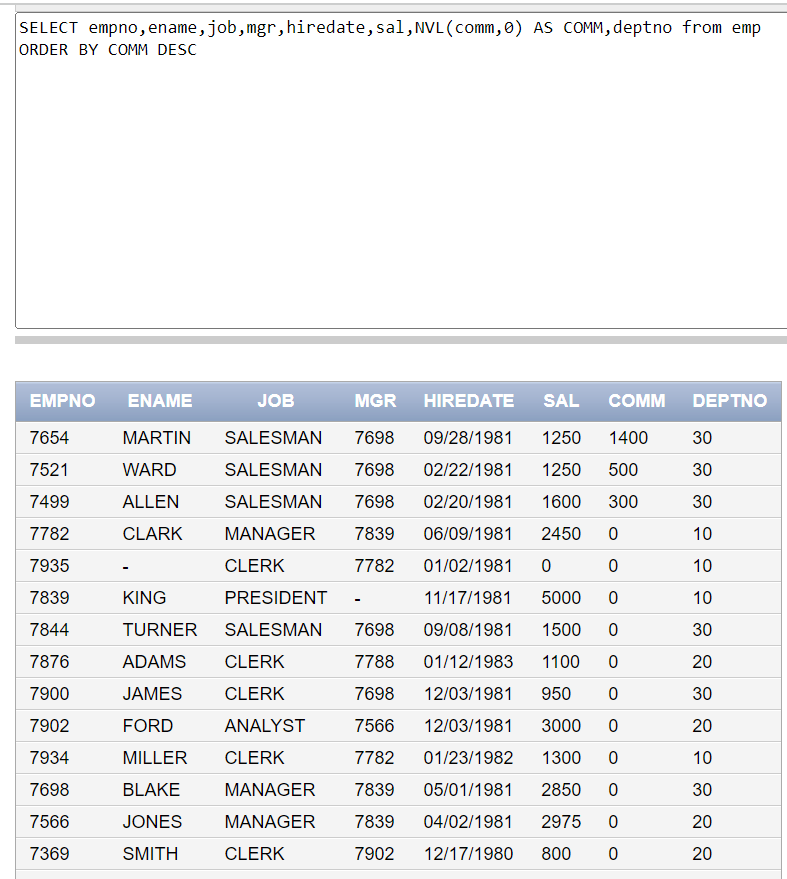 SELECT empno,ename,job,mgr,hiredate,sal,NVL(comm,0) AS COMM,deptno from emp
ORDER BY COMM DESC
EMPNO ENAME JOB MGR HIREDATE SAL COMM DEPTNO
7654 MARTIN SALESMAN 7698 09/28/1981 1250 1400 30
7521 WARD SALESMAN 7698 02/22/1981 1250 500 30
7499 ALLEN SALESMAN 7698 02/20/1981 1600 300 30
7782 CLARK MANAGER 7839 06/09/1981 2450 0 10
7935 - CLERK 7782 01/02/1981 0 0 10
7839 KING PRESIDENT - 11/17/1981 5000 0 10
7844 TURNER SALESMAN 7698 09/08/1981 1500 0 30
7876 ADAMS CLERK 7788 01/12/1983 1100 0 20
7900 JAMES CLERK 7698 12/03/1981 950 0 30
7902 FORD ANALYST 7566 12/03/1981 3000 0 20
7934 MILLER CLERK 7782 01/23/1982 1300 0 10
7698 BLAKE MANAGER 7839 05/01/1981 2850 0 30
7566 JONES MANAGER 7839 04/02/1981 2975 0 20
7369 SMITH CLERK 7902 12/17/1980 800 0 20